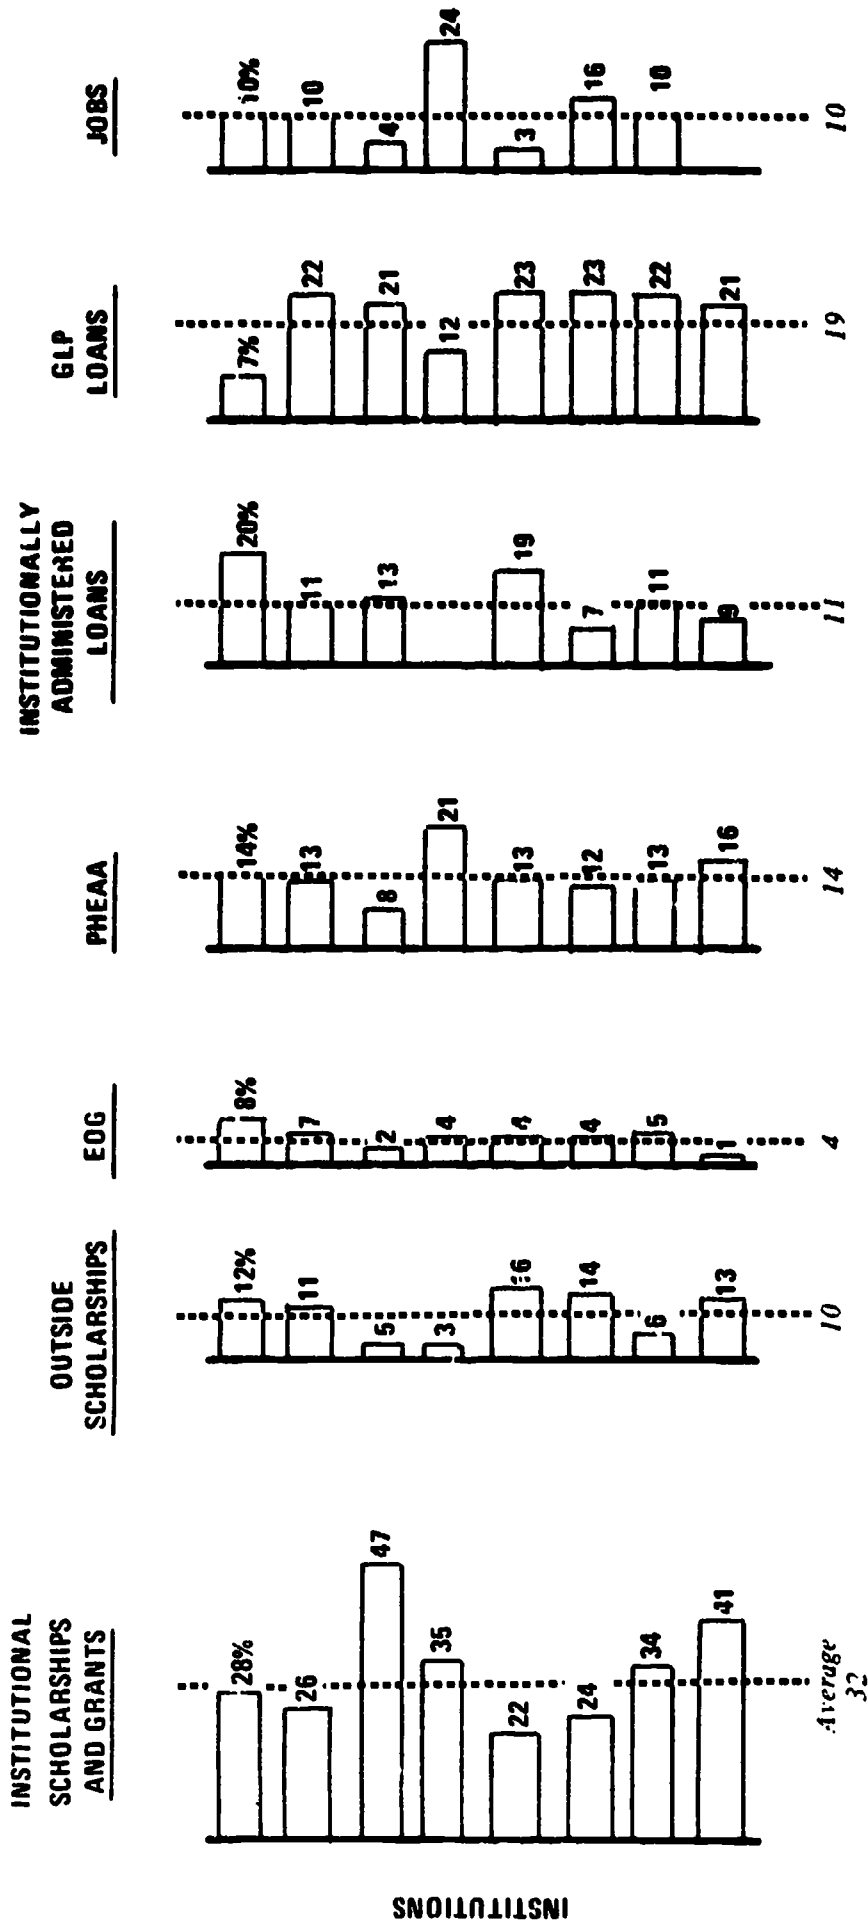 INSTITUTIONAL
SCHOLARSHIPS
AND GRANTS
OUTSIDE
SCHOLARSHIPS
EOG
PHEAA
INSTITUTIONALLY
ADMINISTERED
LOANS
GLP
LOANS
JOBS
INSTITUTIONS
28% 12% 8% 14% 20% 7% 10%
26 11 7 13 11 22 10
47 5 2 8 13 21 4
35 3 4 21 12 24
22 16 4 13 19 23 3
24 14 4 12 7 23 16
34 6 5 13 11 22 10
41 13 1 16 9 21
Average
32 10 4 14 11 19 10